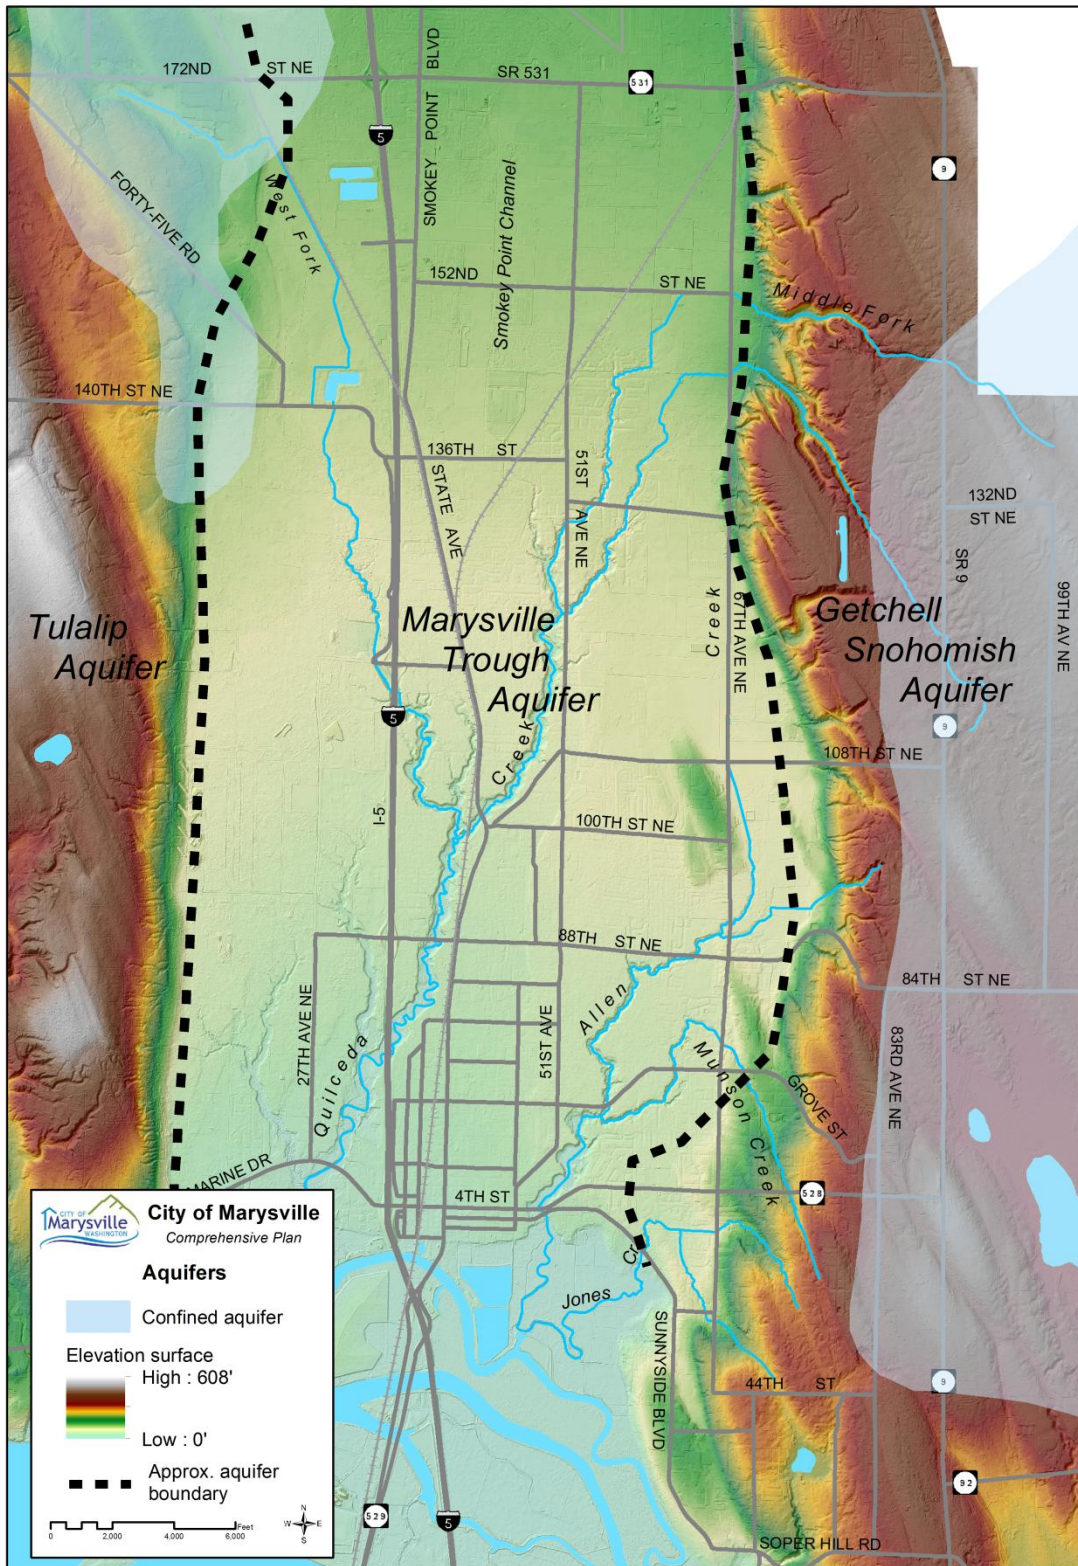 172ND
ST NE
SR 531
531
5
SMOKEY POINT
BLVD
9
FORTY-FIVE RD
West Fork
Smokey Point Channel
152ND
ST NE
Middle Fork
140TH ST NE
136TH ST
STATE AVE
51ST
AVE NE
132ND
ST NE
SR 9
99TH AV NE
Tulalip
Aquifer
Marysville
Trough
Aquifer
Creek
67TH AVE NE
Getchell
Snohomish
Aquifer
5
9
Creek
108TH ST NE
I-5
100TH ST NE
88TH ST NE
84TH ST NE
27TH AVE NE
Quilceda
51ST AVE
Allen
Munson Creek
GROVE ST
83RD AVE NE
MARINE DR
4TH ST
528
Cr
Jones
SUNNYSIDE BLVD
44TH ST
9
92
529
5
SOPER HILL RD
CITY OF
Marysville
WASHINGTON
City of Marysville
Comprehensive Plan
Aquifers
Confined aquifer
Elevation surface
High : 608'
Low : 0'
Approx. aquifer
boundary
N
W E
S
0 2,000 4,000 6,000 Feet